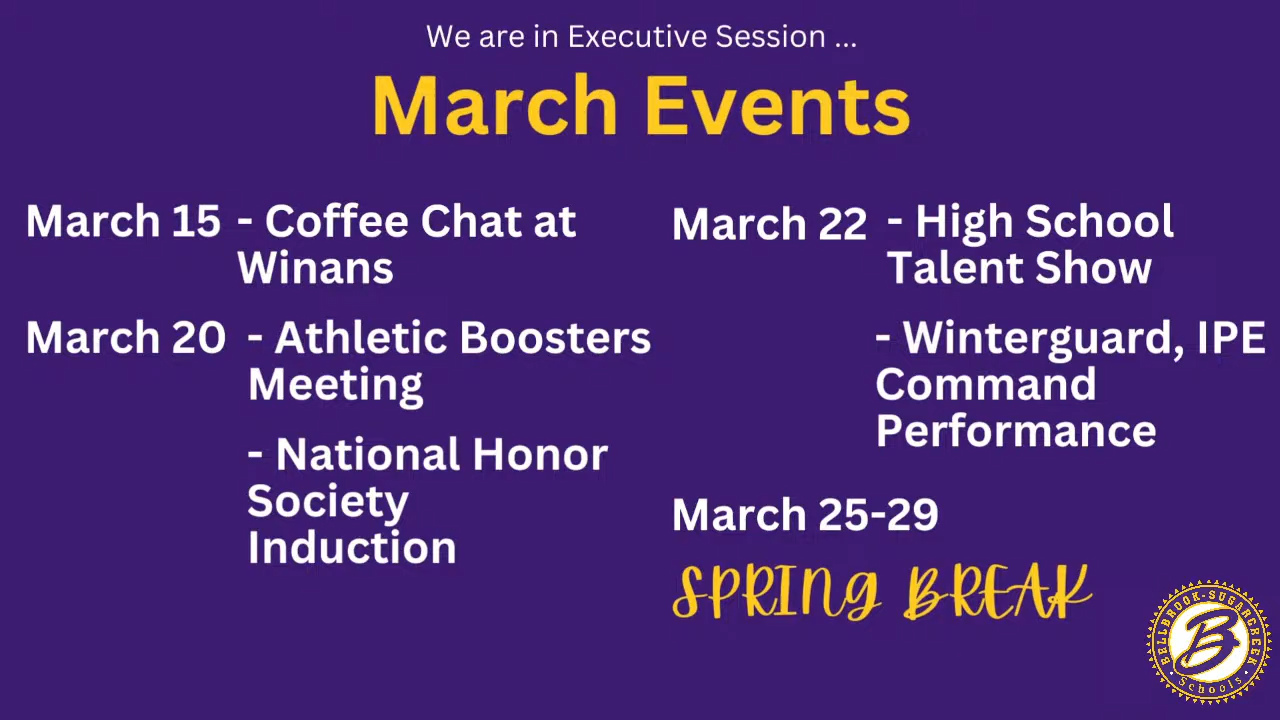 We are in Executive Session ...
March Events
March 15 - Coffee Chat at
Winans
March 20 - Athletic Boosters
Meeting
- National Honor
Society
Induction
March 22 - High School
Talent Show
- Winterguard, IPE
Command
Performance
March 25-29
SPRING BREAK
BELLBROOK-SUGARCREEK
B
Schools